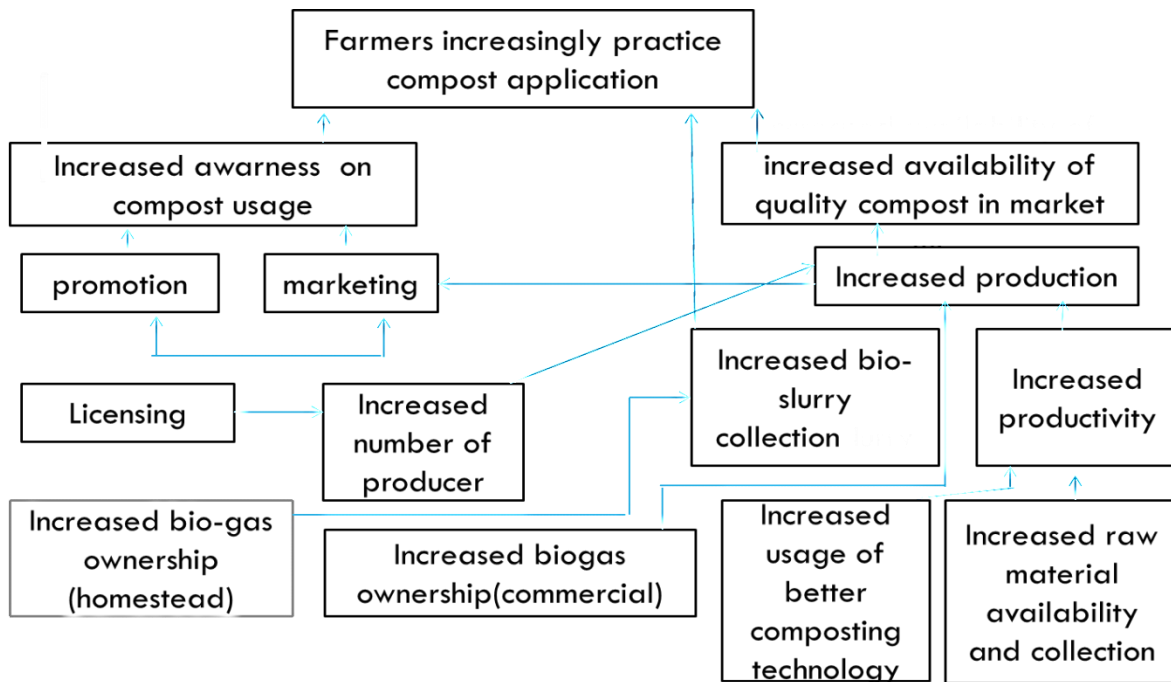 Farmers increasingly practice
compost application
Increased awarness on
compost usage
increased availability of
quality compost in market
promotion
marketing
Increased production
Licensing
Increased
number of
producer
Increased bio-
slurry
collection
Increased
productivity
Increased bio-gas
ownership
(homestead)
Increased biogas
ownership(commercial)
Increased
usage of
better
composting
technology
Increased raw
material
availability
and collection